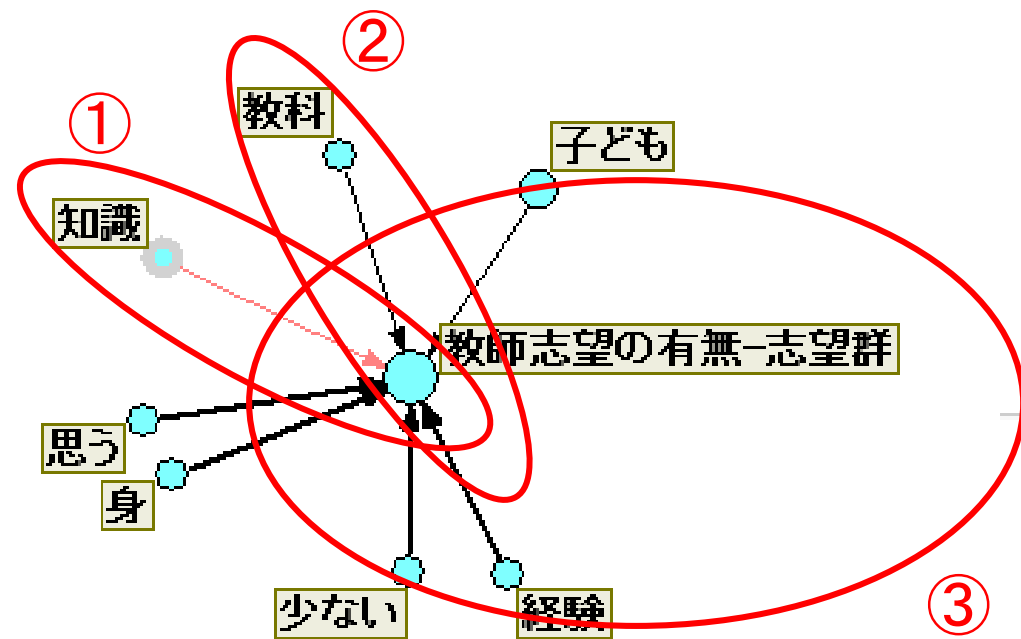 ②
①
教科
子ども
知識
教師志望の有無-志望群
思う
身
少ない
経験
③